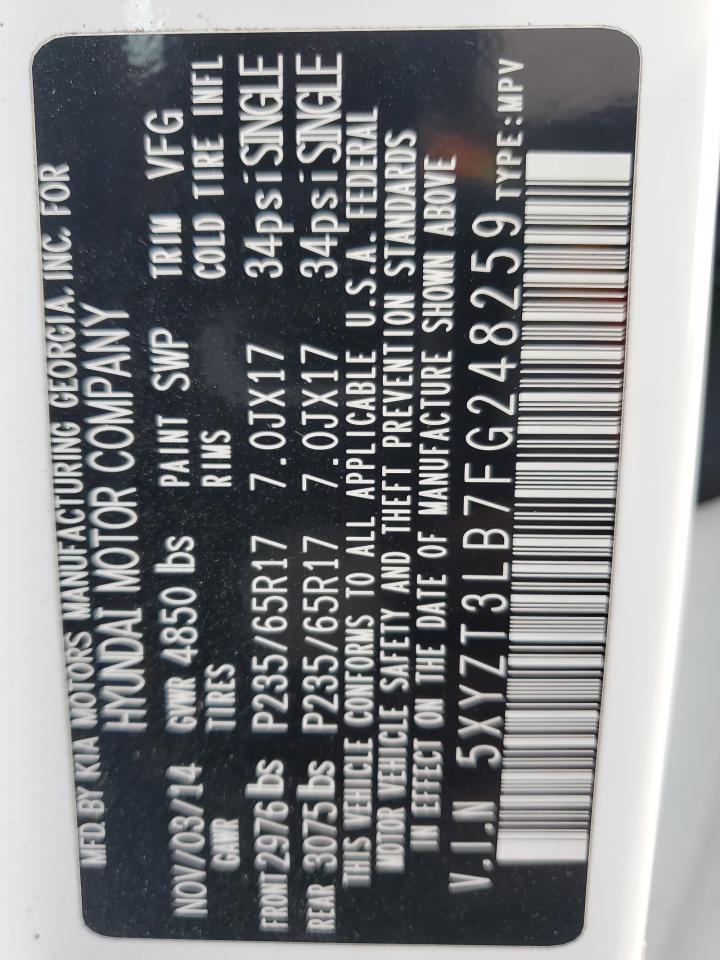 MFD. BY KIA MOTORS MANUFACTURING GEORGIA, INC. FOR
HYUNDAI MOTOR COMPANY
NOV/03/14 GVWR 4850 lbs PAINT SWP TRIM VFG
GAWR TIRES RIMS COLD TIRE INFL
FRONT 2976 lbs P235/65R17 7.0JX17 34psi SINGLE
REAR 3075 lbs P235/65R17 7.0JX17 34psi SINGLE
THIS VEHICLE CONFORMS TO ALL APPLICABLE U.S.A. FEDERAL
MOTOR VEHICLE SAFETY AND THEFT PREVENTION STANDARDS
IN EFFECT ON THE DATE OF MANUFACTURE SHOWN ABOVE
V.I.N 5XYZT3LB7FG248259 TYPE:MPV